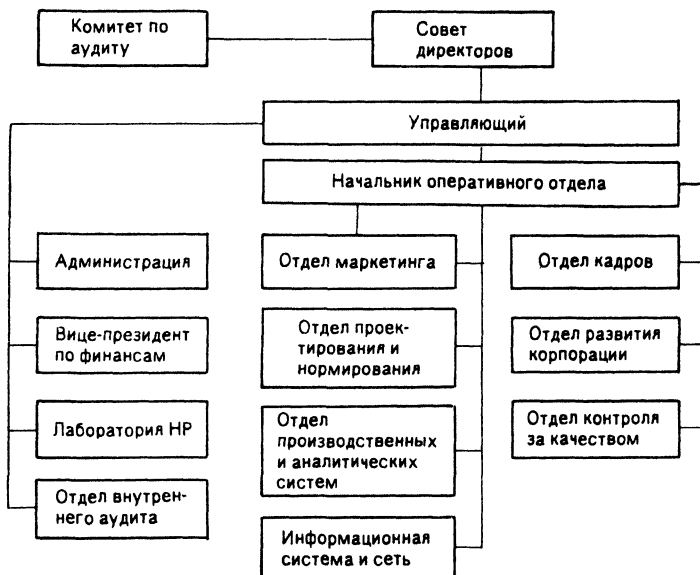 Комитет по
аудиту
Совет
директоров
Управляющий
Начальник оперативного отдела
Администрация
Отдел маркетинга
Отдел кадров
Вице-президент
по финансам
Отдел проек-
тирования и
нормирования
Отдел развития
корпорации
Лаборатория HP
Отдел
производственных
и аналитических
систем
Отдел контроля
за качеством
Отдел внутрен-
него аудита
Информационная
система и сеть